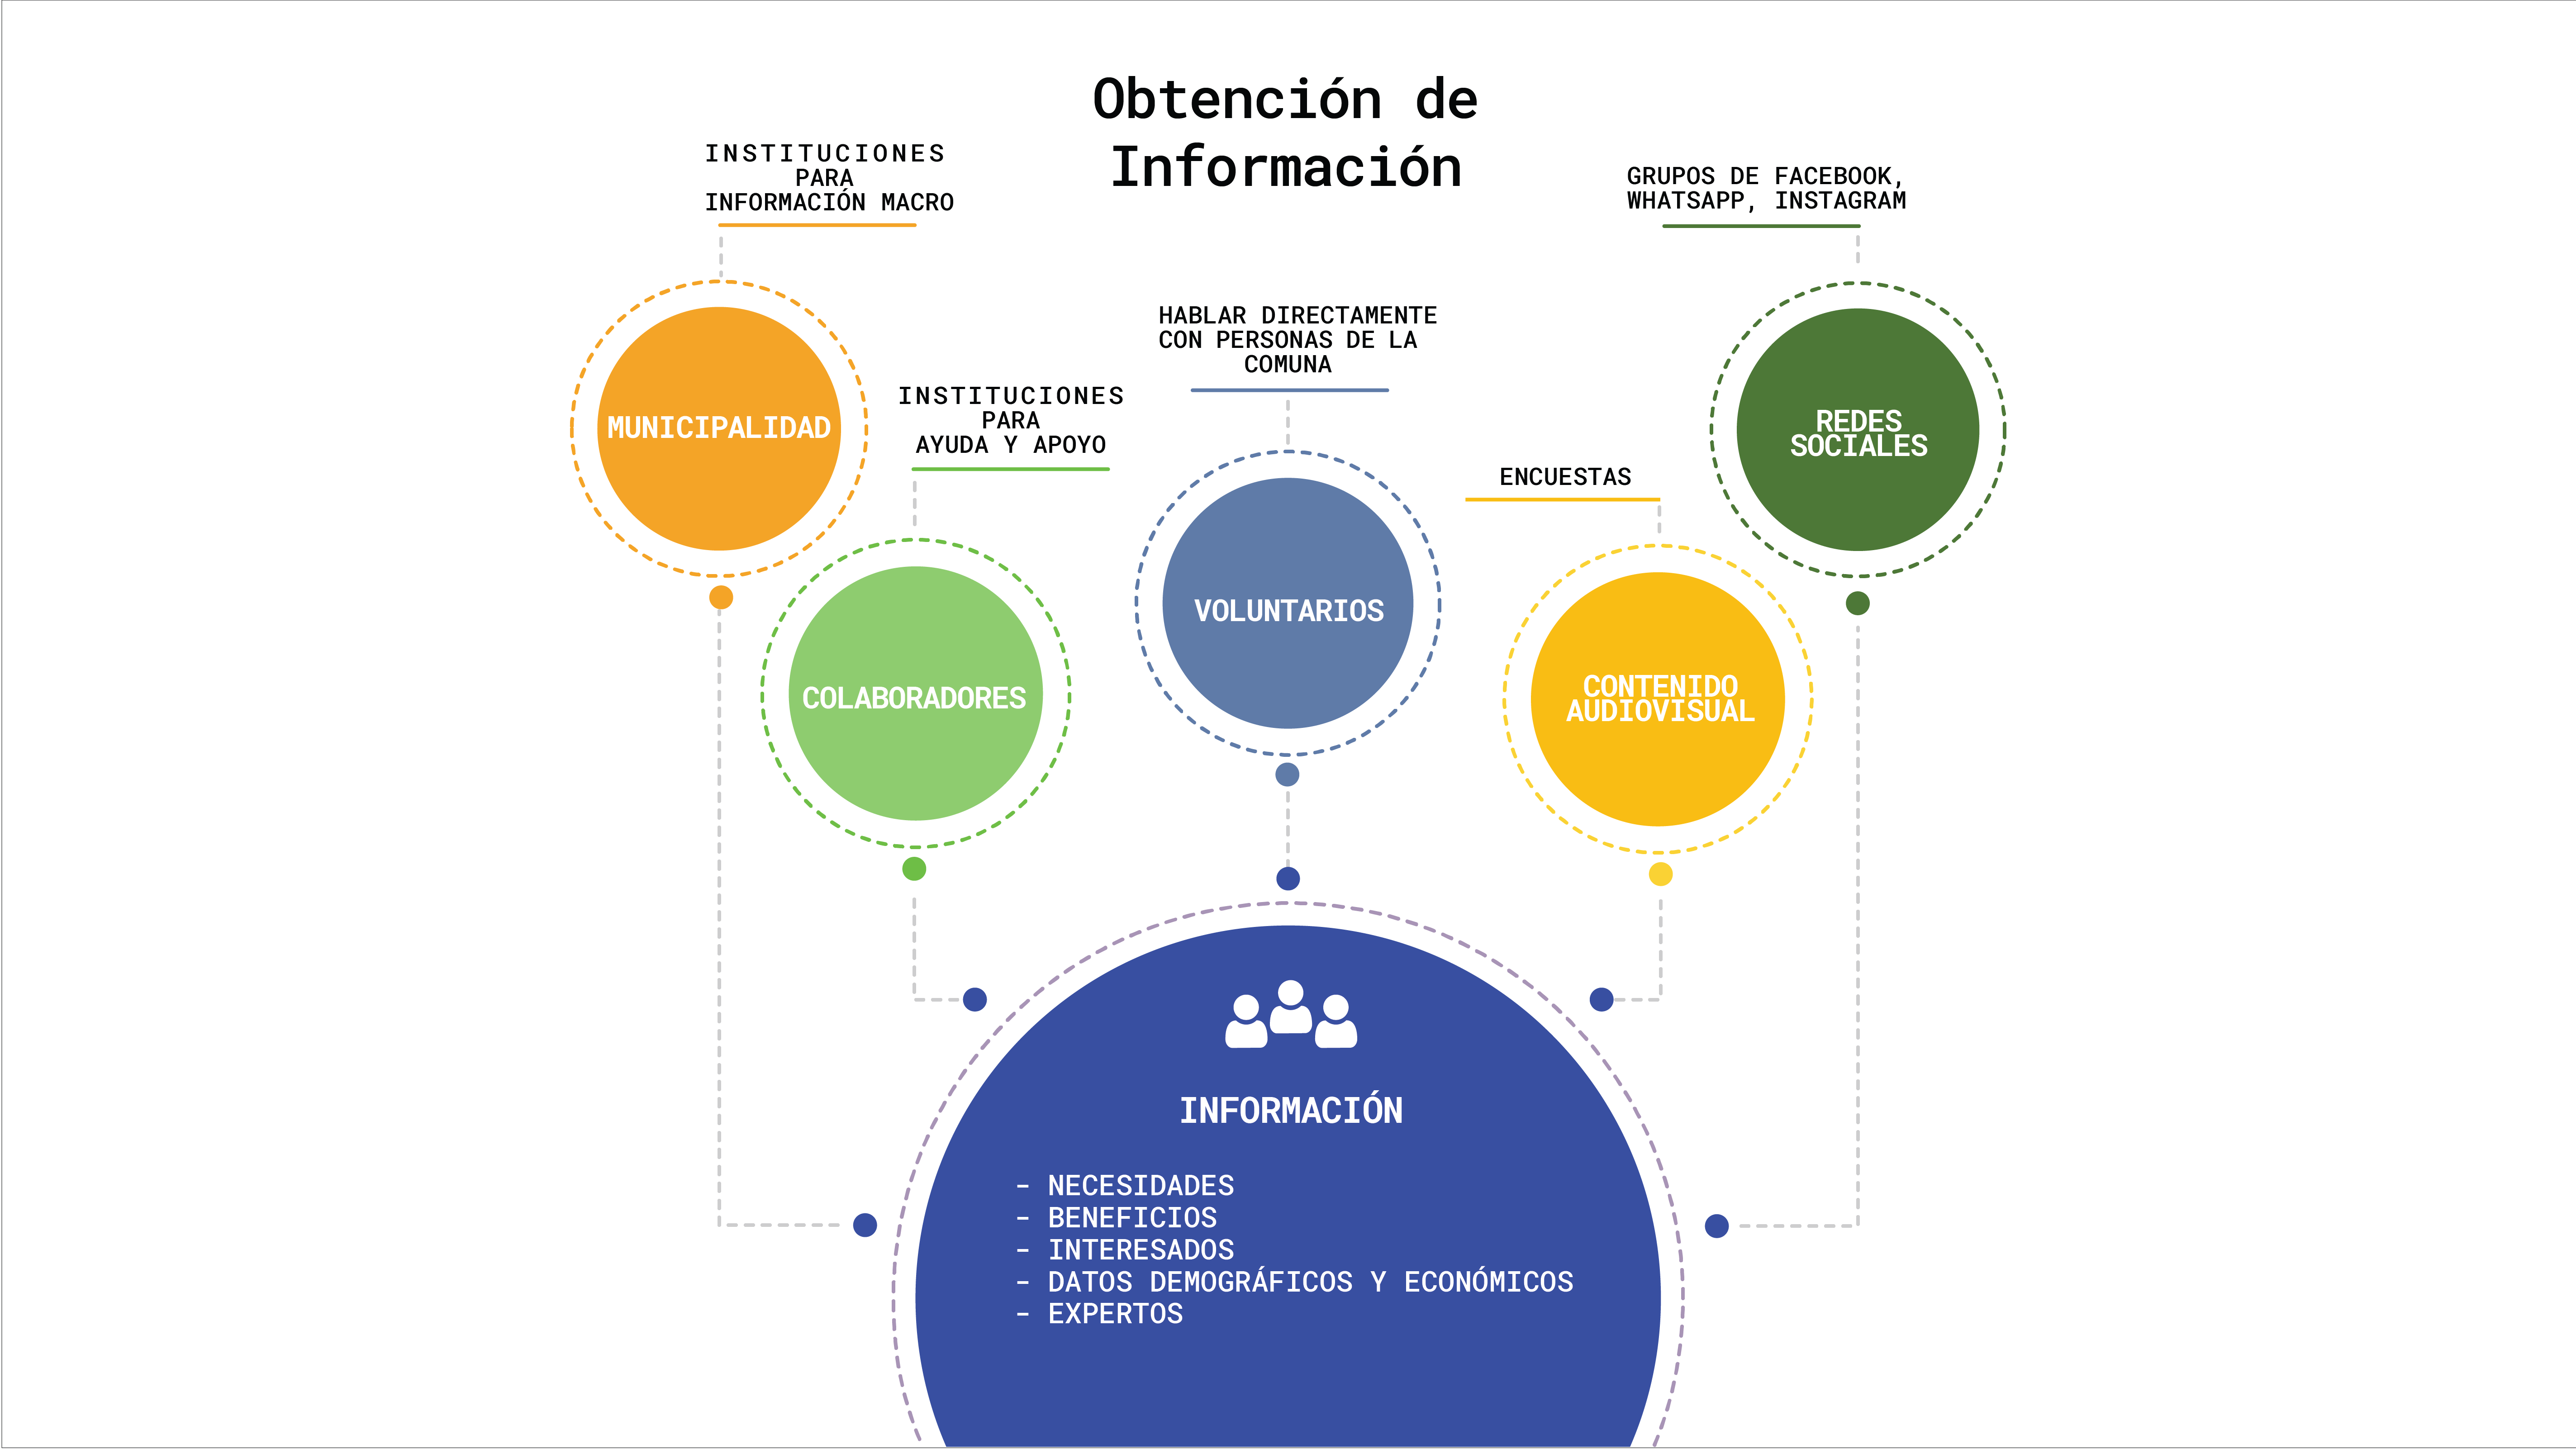 Obtención de
Información
INSTITUCIONES
PARA
INFORMACIÓN MACRO
MUNICIPALIDAD
INSTITUCIONES
PARA
AYUDA Y APOYO
COLABORADORES
HABLAR DIRECTAMENTE
CON PERSONAS DE LA
COMUNA
VOLUNTARIOS
ENCUESTAS
CONTENIDO
AUDIOVISUAL
GRUPOS DE FACEBOOK,
WHATSAPP, INSTAGRAM
REDES
SOCIALES
INFORMACIÓN
- NECESIDADES
- BENEFICIOS
- INTERESADOS
- DATOS DEMOGRÁFICOS Y ECONÓMICOS
- EXPERTOS